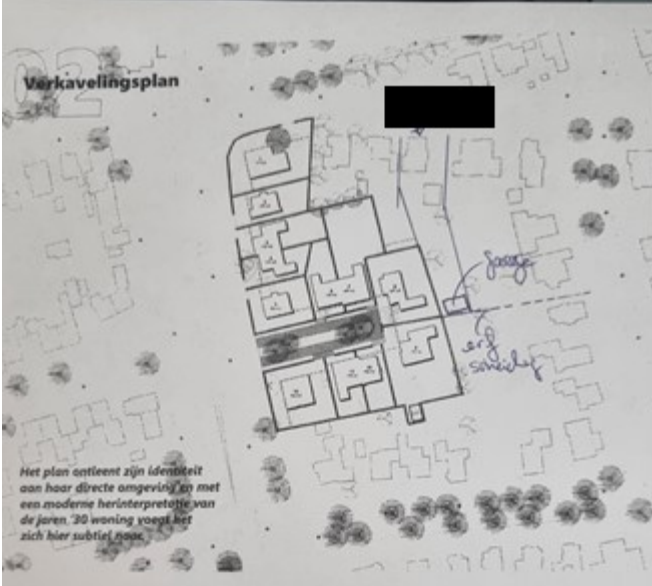 02
Verkavelingsplan
garage
erf
scheiding
Het plan ontleent zijn identiteit
aan haar directe omgeving en met
een moderne herinterpretatie van
de jaren '30 woning voegt het
zich hier subtiel naar.